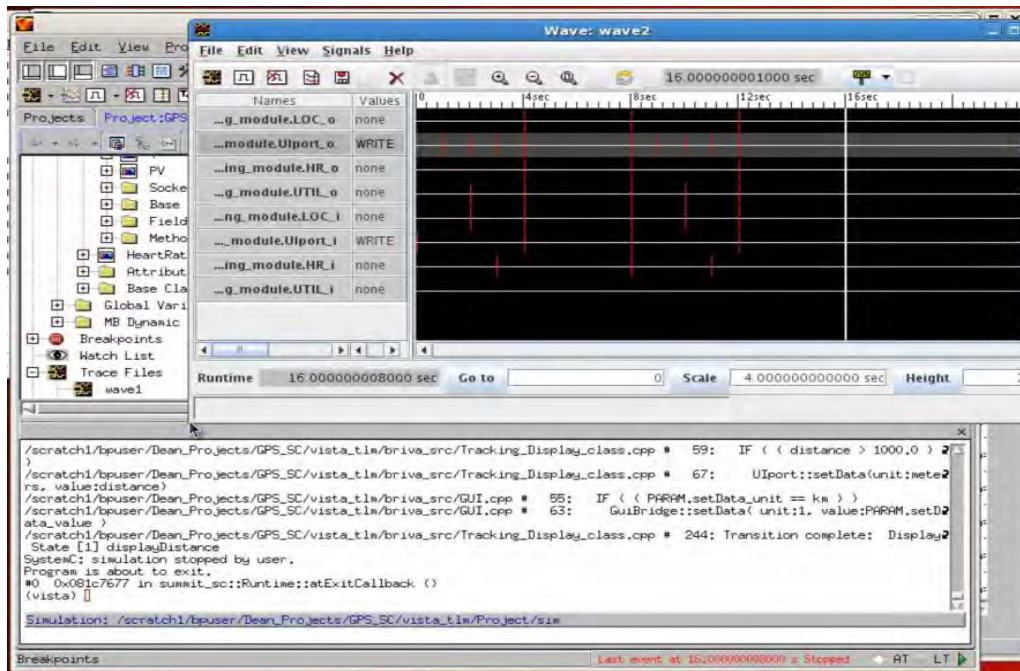 Wave: wave2
File Edit View Pro
File Edit View Signals Help
16.000000001000 sec
Names Values 0 4sec 8sec 12sec 16sec
Projects Project:GPS
...g_module.LOC_o none
...module.UIport_o WRITE
...ing_module.HR_o none
...g_module.UTIL_o none
...ng_module.LOC_i none
..._module.UIport_i WRITE
...ing_module.HR_i none
...g_module.UTIL_i none
PV
Socke
Base
Field
Metho
HeartRat
Attribut
Base Cla
Global Vari
MB Dynamic
Breakpoints
Watch List
Trace Files
wave1
Runtime 16.000000008000 sec Go to 0 Scale 4.000000000000 sec Height
/scratch1/bpuser/Dean_Projects/GPS_SC/vista_tlm/briva_src/Tracking_Display_class.cpp # 59: IF ( ( distance > 1000.0 )
)
/scratch1/bpuser/Dean_Projects/GPS_SC/vista_tlm/briva_src/Tracking_Display_class.cpp # 67: UIport::setData(unit:mete
rs, value:distance)
/scratch1/bpuser/Dean_Projects/GPS_SC/vista_tlm/briva_src/GUI.cpp # 55: IF ( ( PARAM.setData_unit == km ) )
/scratch1/bpuser/Dean_Projects/GPS_SC/vista_tlm/briva_src/GUI.cpp # 63: GuiBridge::setData( unit:1, value:PARAM.setD
ata_value )
/scratch1/bpuser/Dean_Projects/GPS_SC/vista_tlm/briva_src/Tracking_Display_class.cpp # 244: Transition complete: Display
State [1] displayDistance
SystemC: simulation stopped by user.
Program is about to exit.
#0 0x081c7677 in summit_sc::Runtime::atExitCallback ()
(vista)
Simulation: /scratch1/bpuser/Dean_Projects/GPS_SC/vista_tlm/Project/sim
Breakpoints Last event at 16.000000008000 s Stopped AT LT